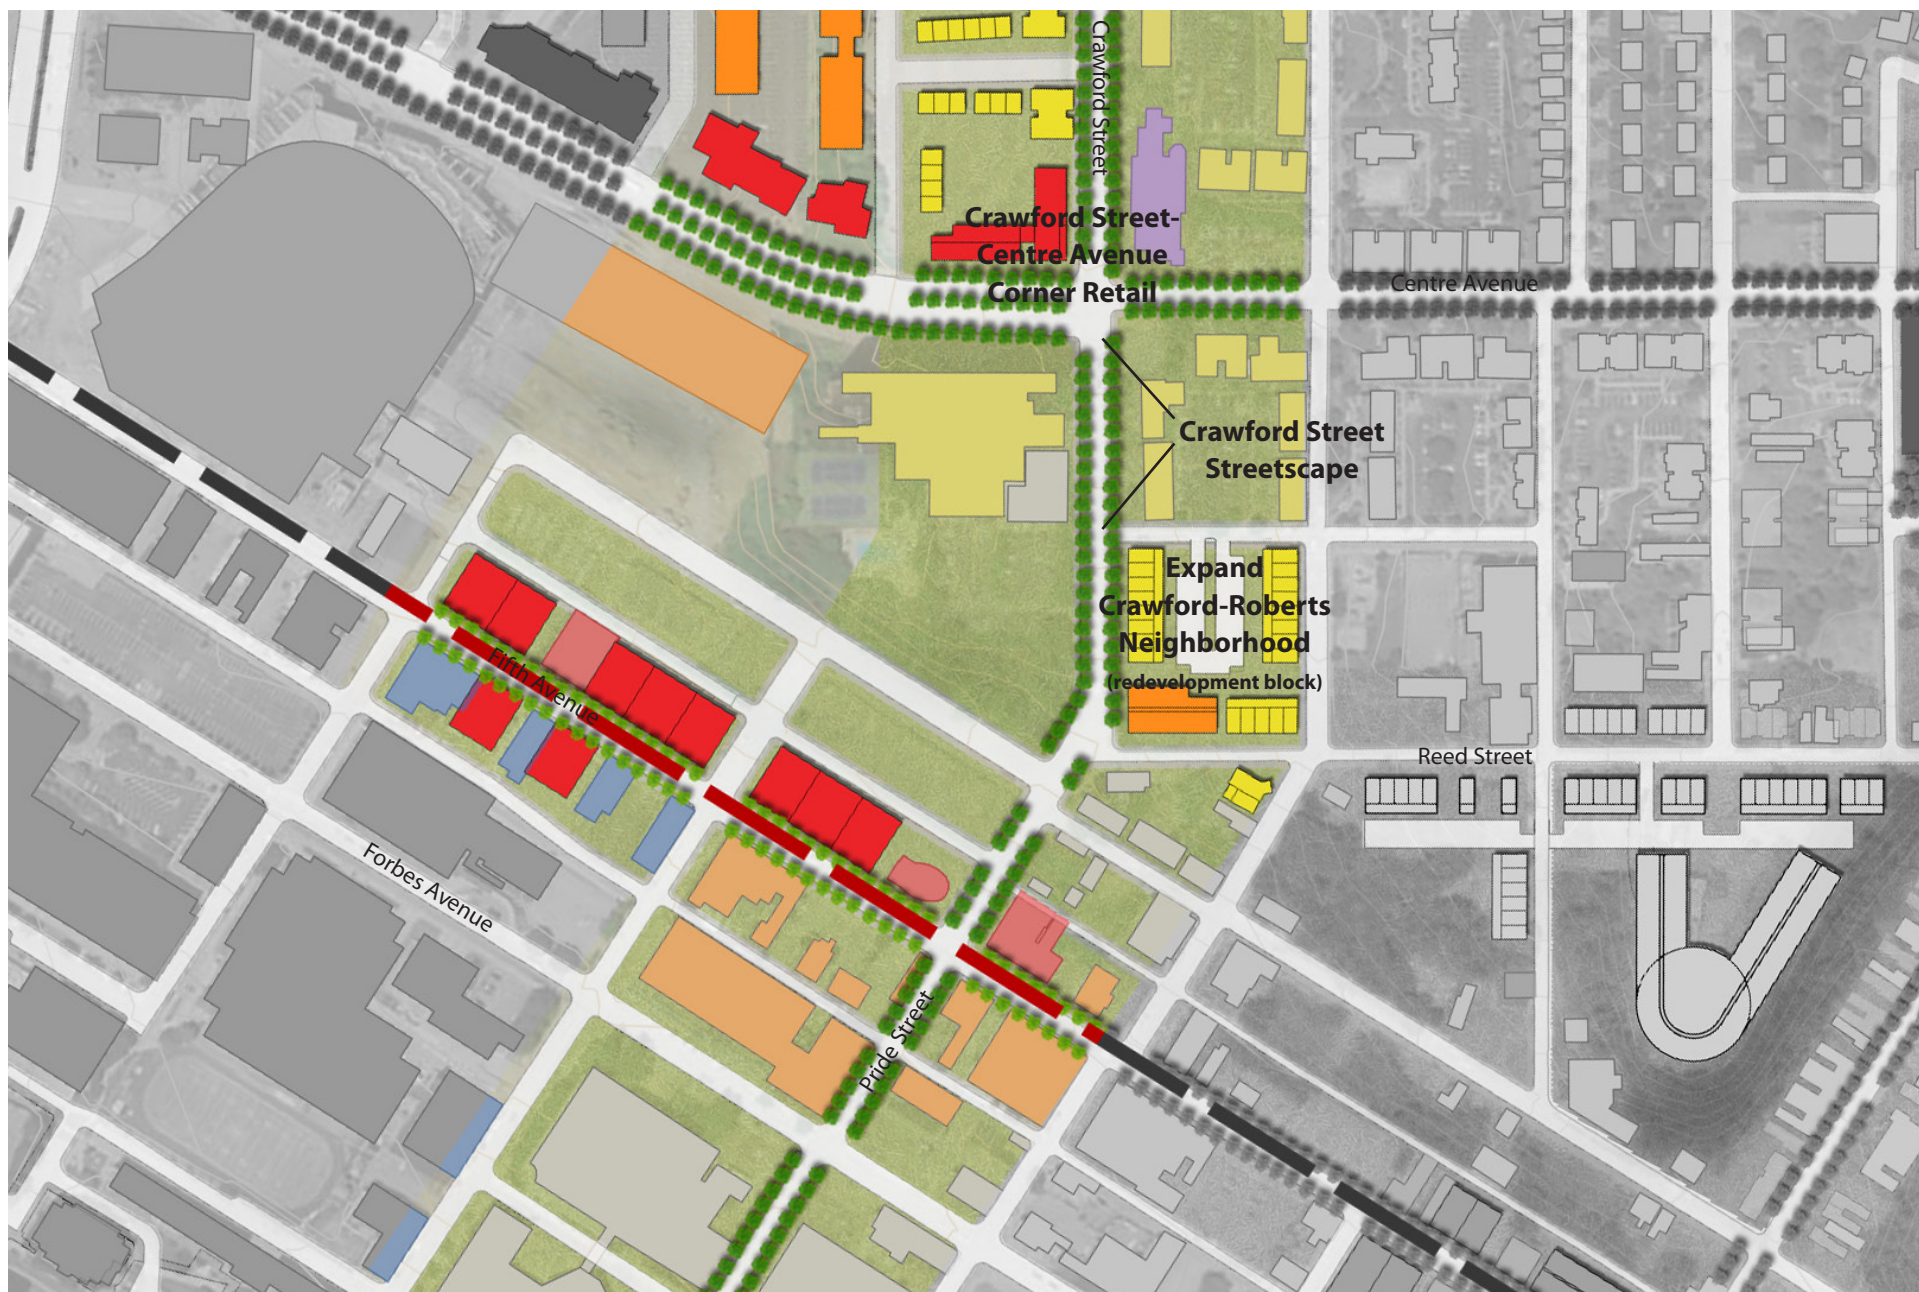 Crawford Street
Crawford Street-
Centre Avenue
Corner Retail
Centre Avenue
Crawford Street
Streetscape
Expand
Crawford-Roberts
Neighborhood
(redevelopment block)
Fifth Avenue
Reed Street
Forbes Avenue
Pride Street